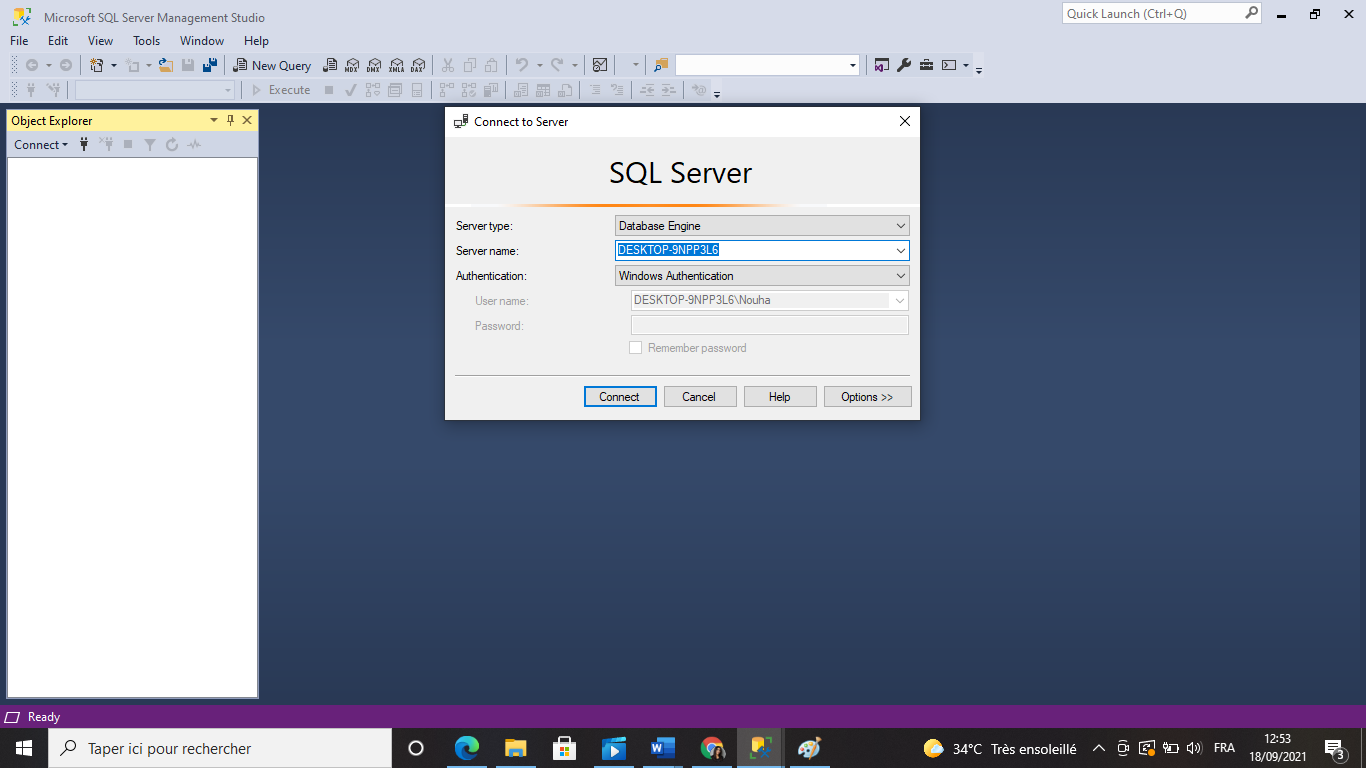 Microsoft SQL Server Management Studio
Quick Launch (Ctrl+Q)
File Edit View Tools Window Help
New Query MDX DMX XMLA DAX
Execute
Object Explorer
Connect
Connect to Server
SQL Server
Server type: Database Engine
Server name: DESKTOP-9NPP3L6
Authentication: Windows Authentication
User name: DESKTOP-9NPP3L6\Nouha
Password:
Remember password
Connect Cancel Help Options >>
Ready
Taper ici pour rechercher
34°C Très ensoleillé
FRA
12:53
18/09/2021
3